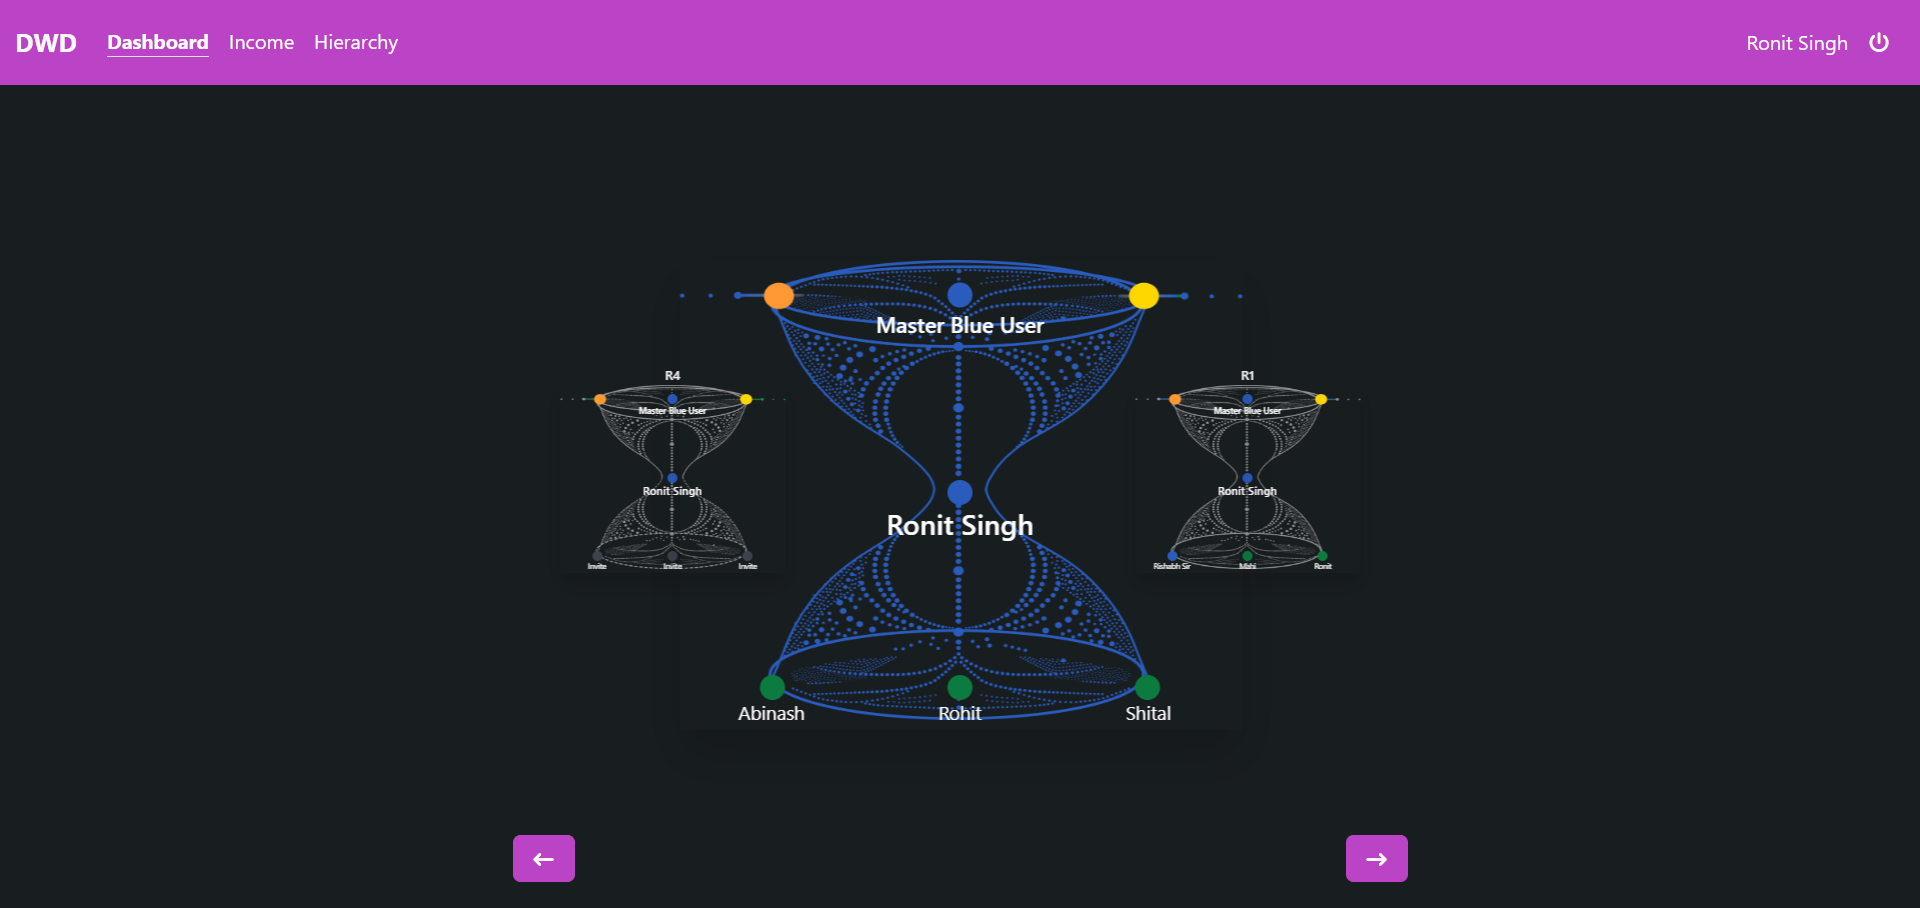 DWD Dashboard Income Hierarchy Ronit Singh
Master Blue User
Ronit Singh
Abinash Rohit Shital
R4
Master Blue User
Ronit Singh
Invite Invite Invite
R1
Master Blue User
Ronit Singh
Rishabh Sir Mahi Ronit